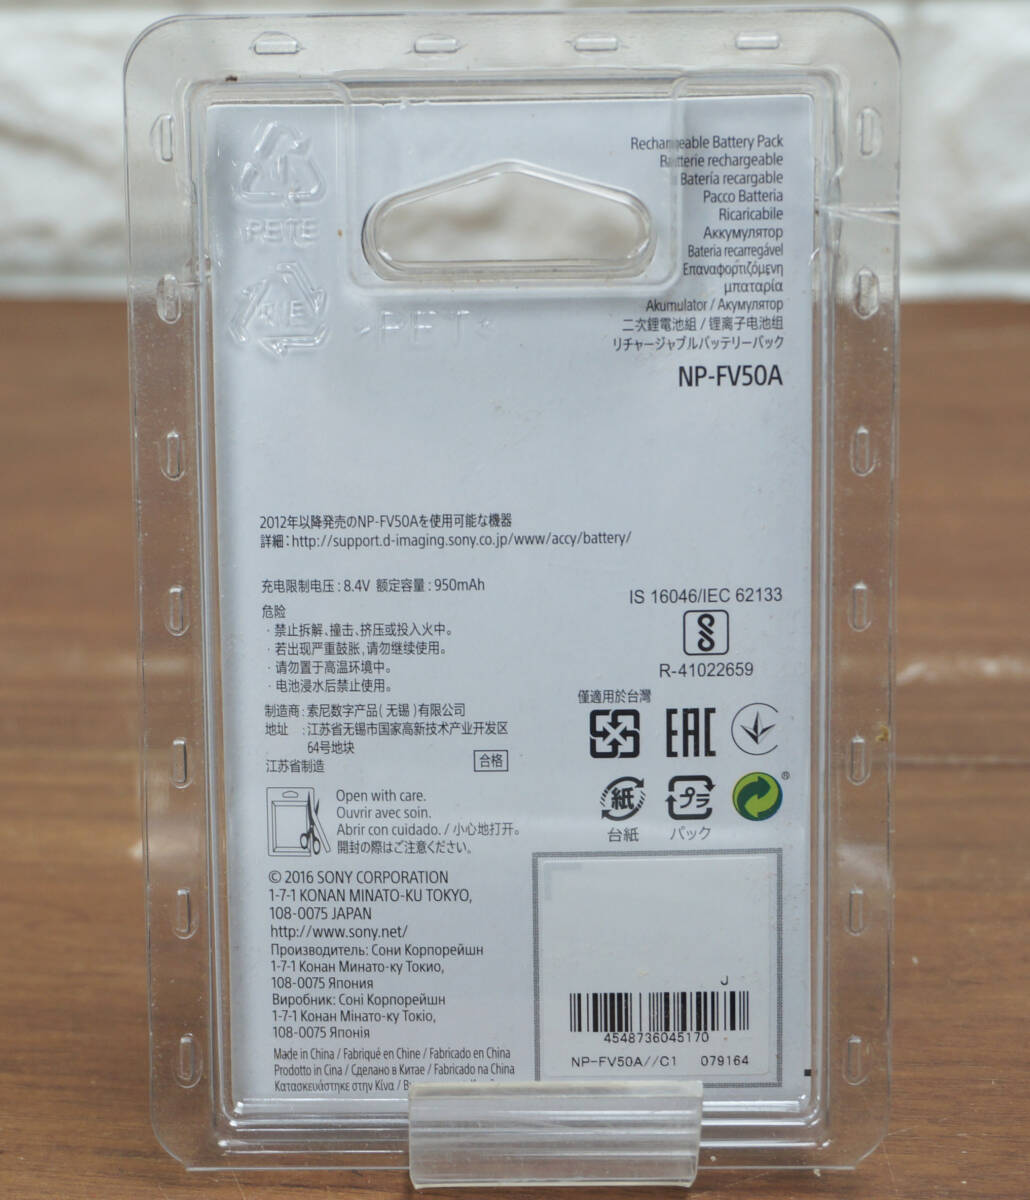 PETE
RIE
>PET<
Rechargeable Battery Pack
Batterie rechargeable
Batería recargable
Pacco Batteria
Ricaricabile
Аккумулятор
Bateria recarregável
Επαναφορτιζόμενη
μπαταρία
Akumulator / Акумулятор
二次鋰電池組 / 锂离子电池组
リチャージャブルバッテリーパック
NP-FV50A
2012年以降発売のNP-FV50Aを使用可能な機器
詳細：http://support.d-imaging.sony.co.jp/www/accy/battery/
充电限制电压：8.4V 额定容量：950mAh
危险
· 禁止拆解、撞击、挤压或投入火中。
· 若出现严重鼓胀，请勿继续使用。
· 请勿置于高温环境中。
· 电池浸水后禁止使用。
制造商：索尼数字产品（无锡）有限公司
地址 ：江苏省无锡市国家高新技术产业开发区
64号地块
江苏省制造
合格
IS 16046/IEC 62133
R-41022659
僅適用於台灣
EAC
紙
台紙
プラ
パック
®
Open with care.
Ouvrir avec soin.
Abrir con cuidado. / 小心地打开。
開封の際はご注意ください。
© 2016 SONY CORPORATION
1-7-1 KONAN MINATO-KU TOKYO,
108-0075 JAPAN
http://www.sony.net/
Производитель: Сони Корпорейшн
1-7-1 Конан Минато-ку Токио,
108-0075 Япония
Виробник: Соні Корпорейшн
1-7-1 Конан Мінато-ку Токіо,
108-0075 Японія
Made in China / Fabriqué en Chine / Fabricado en China
Prodotto in Cina / Сделано в Китае / Fabricado na China
Κατασκευάστηκε στην Κίνα /
J
4548736045170
NP-FV50A//C1 079164